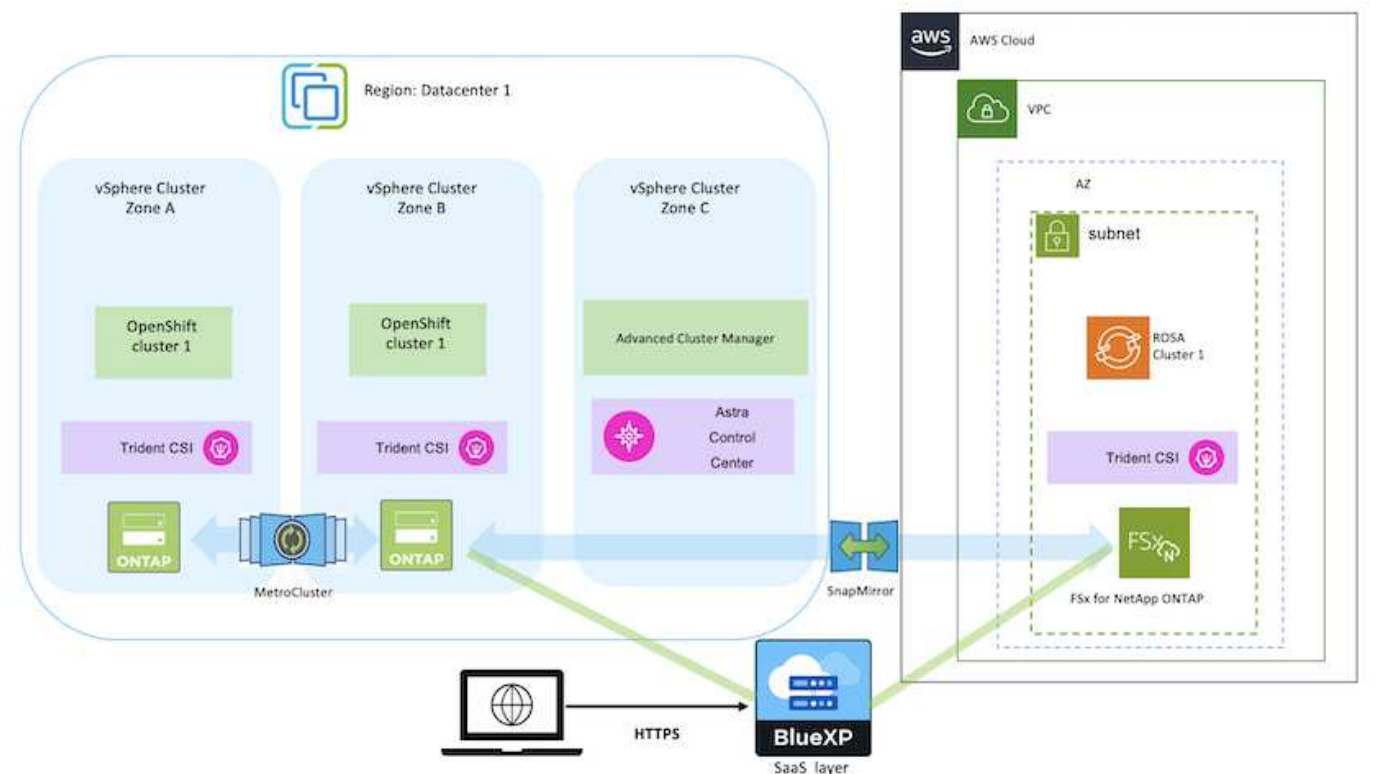 Region: Datacenter 1
vSphere Cluster
Zone A
OpenShift
cluster 1
Trident CSI
ONTAP
MetroCluster
vSphere Cluster
Zone B
OpenShift
cluster 1
Trident CSI
ONTAP
vSphere Cluster
Zone C
Advanced Cluster Manager
Astra
Control
Center
SnapMirror
aws
AWS Cloud
VPC
AZ
subnet
ROSA
Cluster 1
Trident CSI
FSx
N
FSx for NetApp ONTAP
HTTPS
BlueXP
SaaS layer